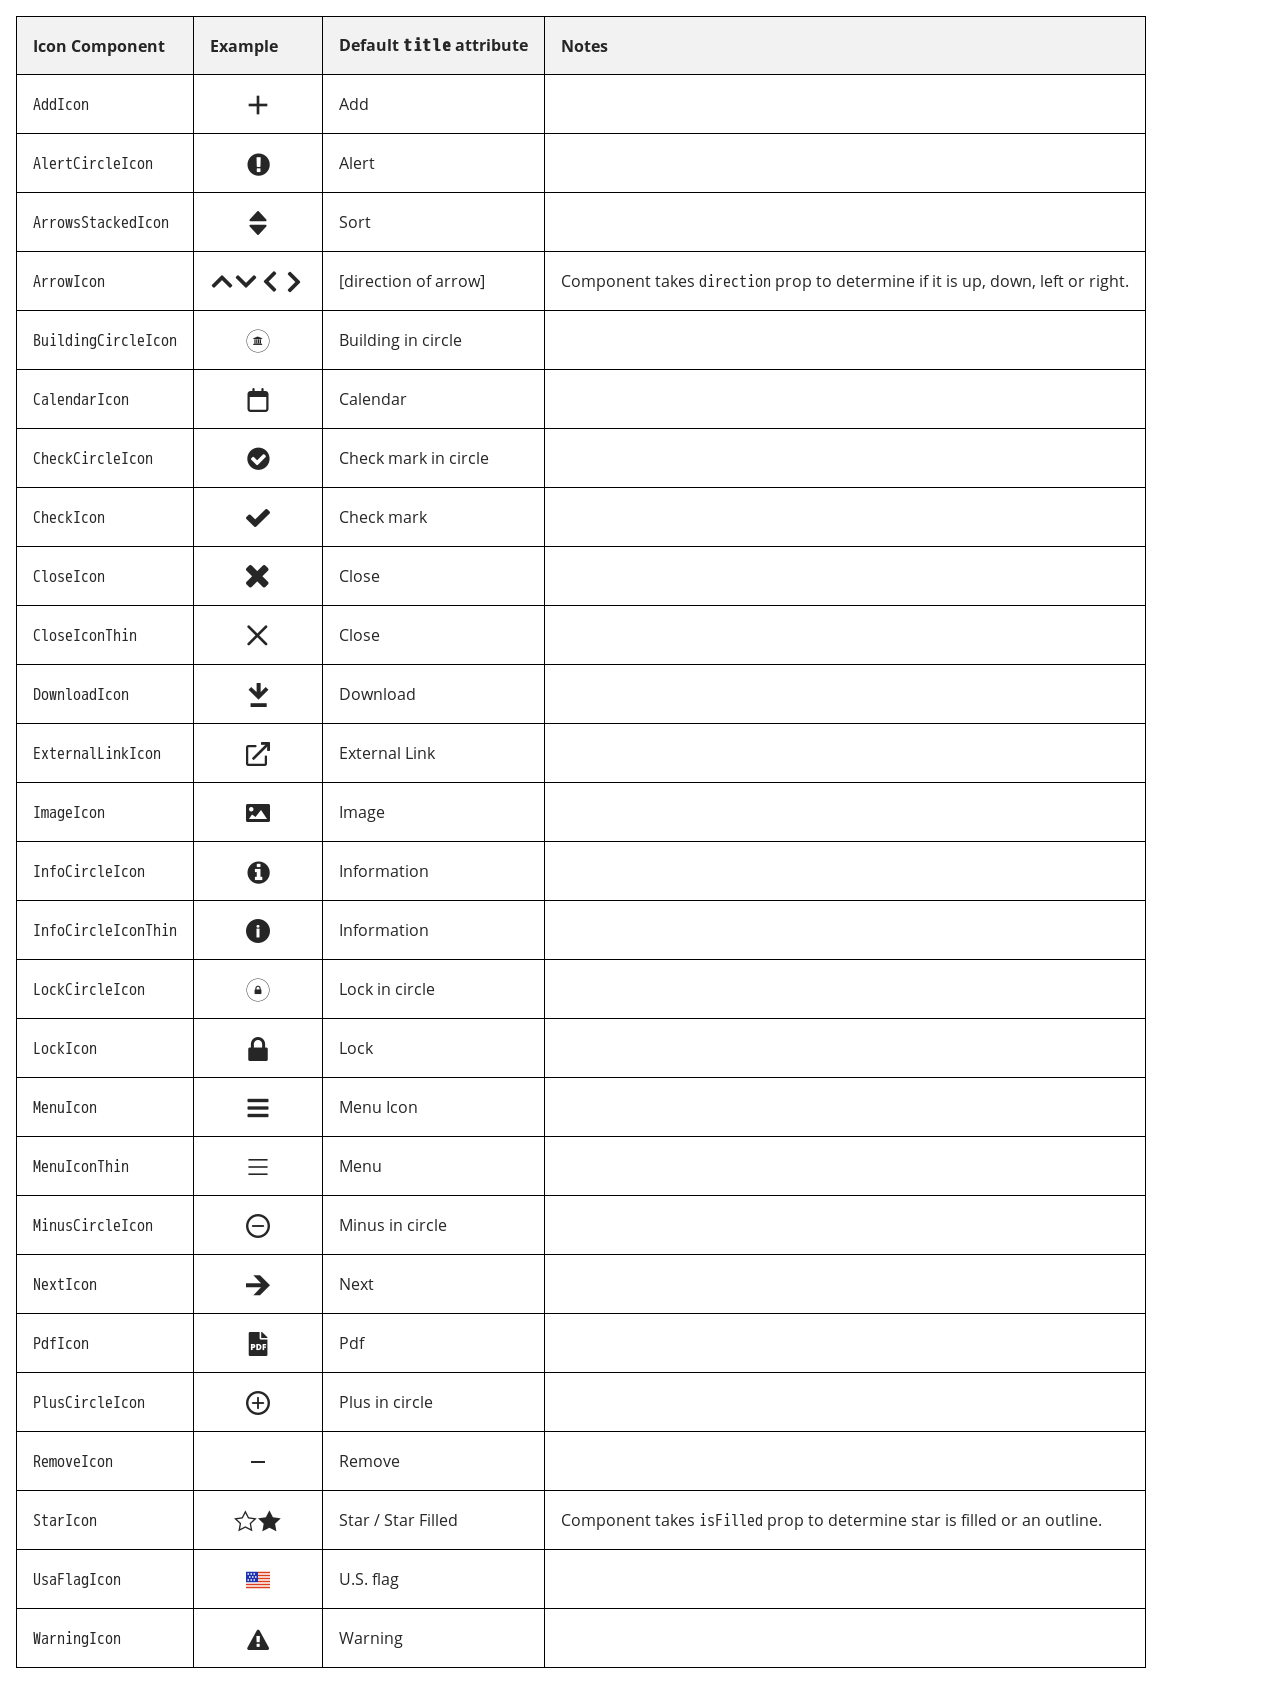 Icon Component Example Default title attribute Notes
AddIcon Add
AlertCircleIcon Alert
ArrowsStackedIcon Sort
ArrowIcon [direction of arrow] Component takes direction prop to determine if it is up, down, left or right.
BuildingCircleIcon Building in circle
CalendarIcon Calendar
CheckCircleIcon Check mark in circle
CheckIcon Check mark
CloseIcon Close
CloseIconThin Close
DownloadIcon Download
ExternalLinkIcon External Link
ImageIcon Image
InfoCircleIcon Information
InfoCircleIconThin Information
LockCircleIcon Lock in circle
LockIcon Lock
MenuIcon Menu Icon
MenuIconThin Menu
MinusCircleIcon Minus in circle
NextIcon Next
PdfIcon PDF Pdf
PlusCircleIcon Plus in circle
RemoveIcon Remove
StarIcon Star / Star Filled Component takes isFilled prop to determine star is filled or an outline.
UsaFlagIcon U.S. flag
WarningIcon Warning